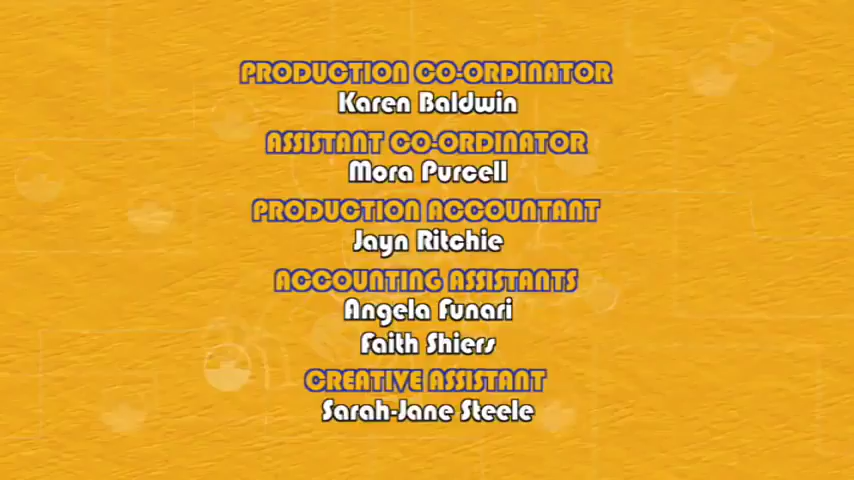 PRODUCTION CO-ORDINATOR
Karen Baldwin
ASSISTANT CO-ORDINATOR
Mora Purcell
PRODUCTION ACCOUNTANT
Jayn Ritchie
ACCOUNTING ASSISTANTS
Angela Funari
Faith Shiers
CREATIVE ASSISTANT
Sarah-Jane Steele